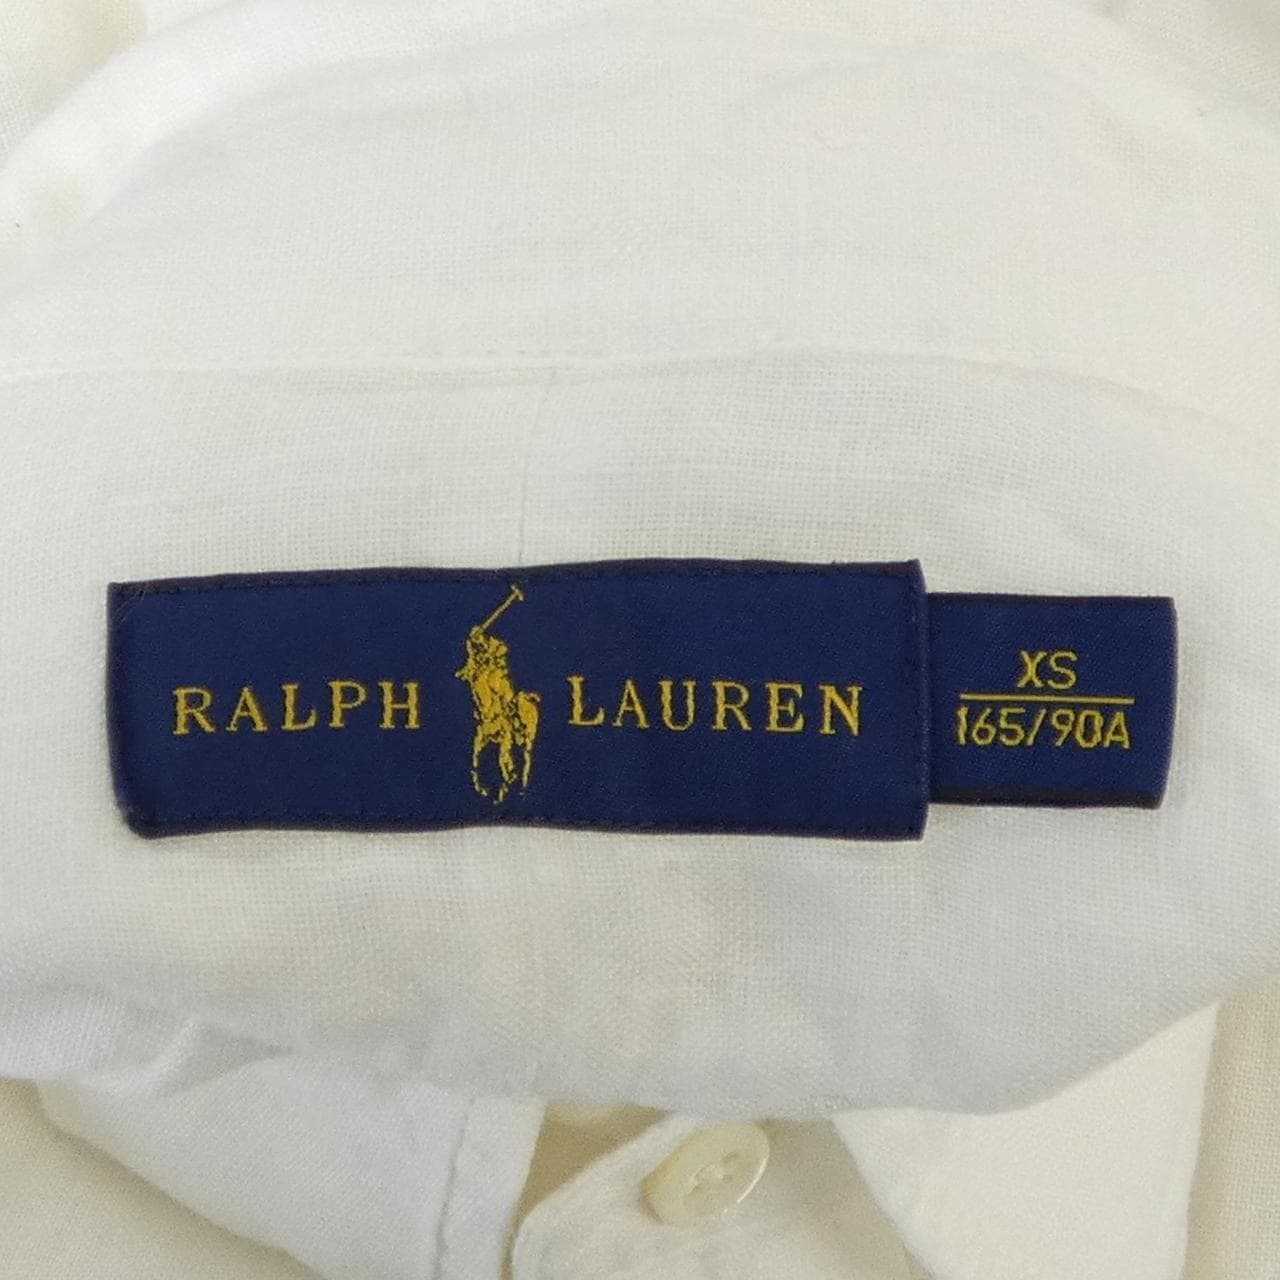 RALPH LAUREN
XS
165/90A